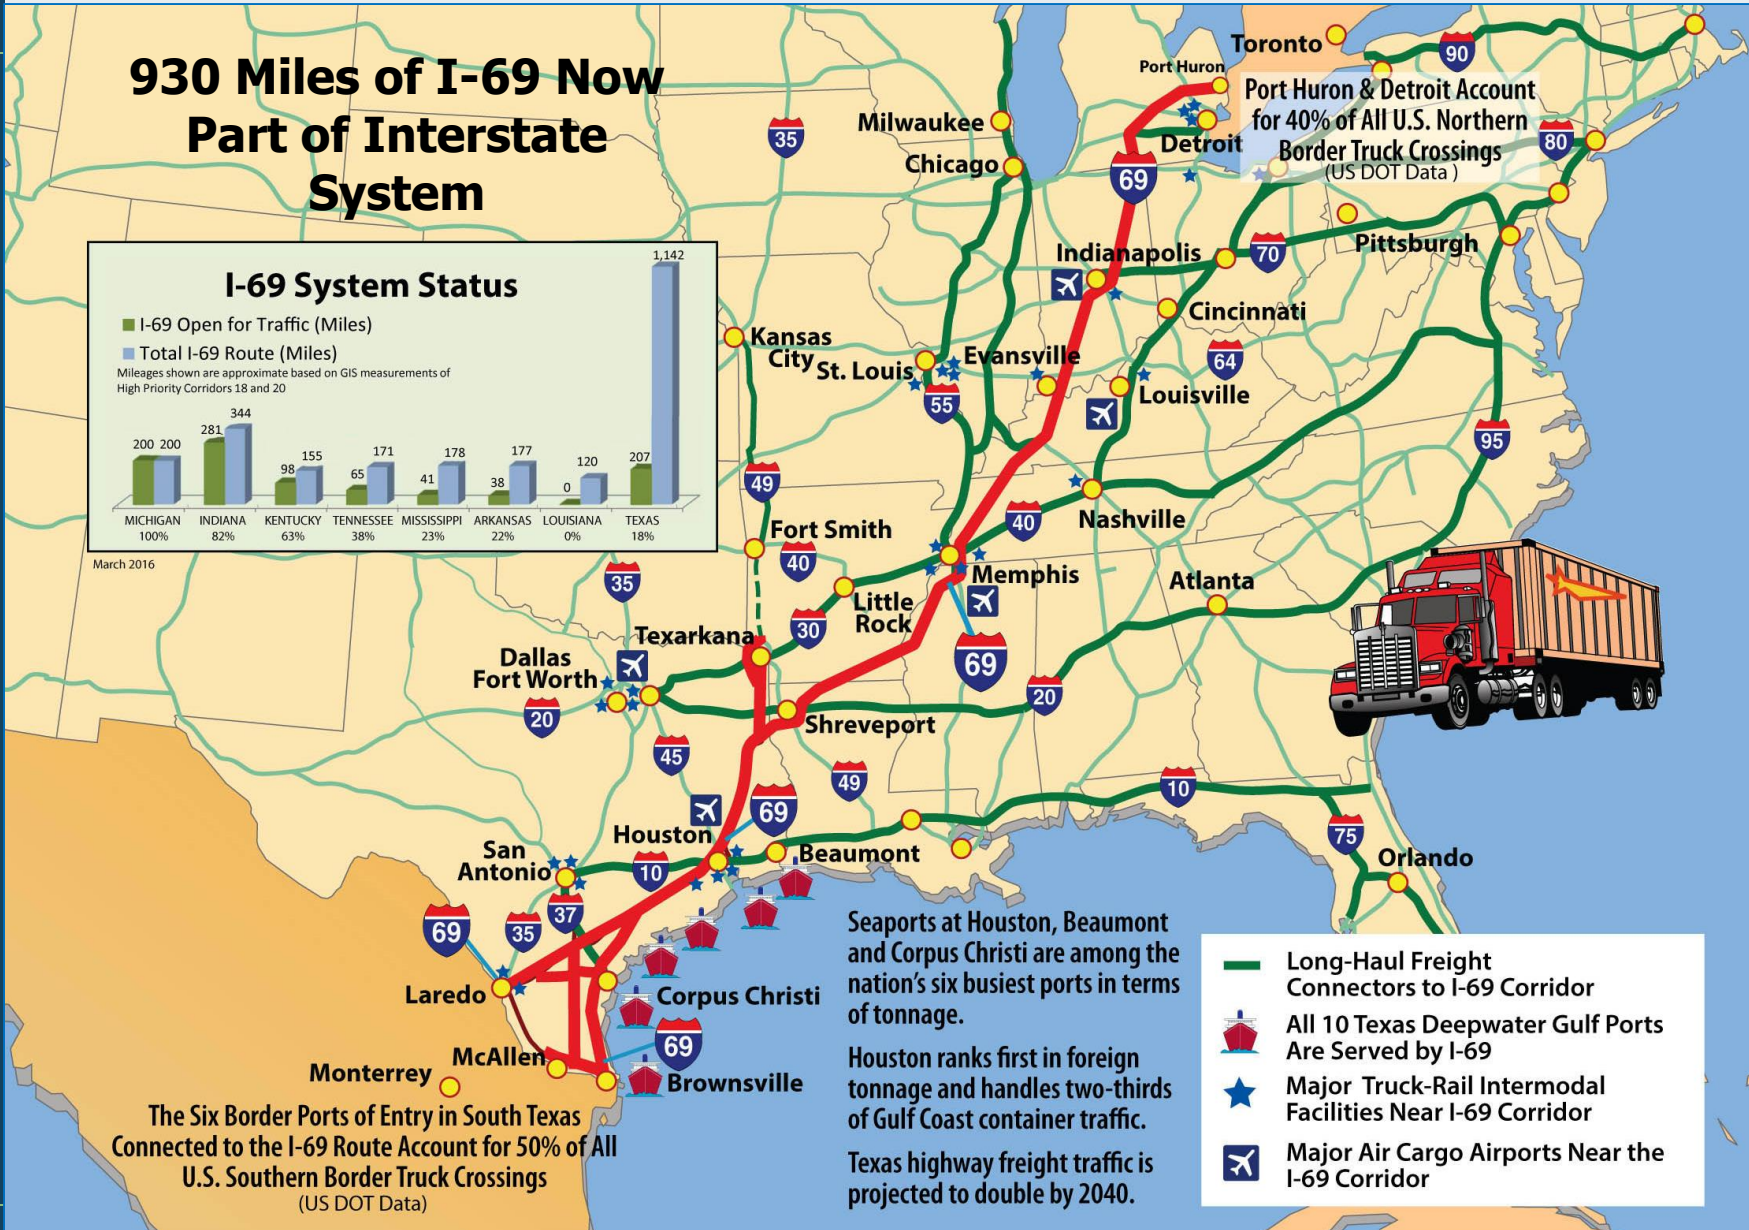 930 Miles of I-69 Now
Part of Interstate
System
I-69 System Status
I-69 Open for Traffic (Miles)
Total I-69 Route (Miles)
Mileages shown are approximate based on GIS measurements of
High Priority Corridors 18 and 20
1,142
200 200
281
344
98
155
65
171
41
178
38
177
0
120
207
MICHIGAN INDIANA KENTUCKY TENNESSEE MISSISSIPPI ARKANSAS LOUISIANA TEXAS
100% 82% 63% 38% 23% 22% 0% 18%
March 2016
Toronto
90
Port Huron
Port Huron & Detroit Account
for 40% of All U.S. Northern
Border Truck Crossings
(US DOT Data )
80
35
Milwaukee
Detroit
Chicago
69
Indianapolis
70
Pittsburgh
Cincinnati
Kansas
City
St. Louis
Evansville
64
Louisville
55
95
49
40
Nashville
Fort Smith
40
35
Memphis
Atlanta
Little
Rock
30
Texarkana
69
Dallas
Fort Worth
20
20
Shreveport
45
49
10
69
Houston
75
San
Antonio
10
Beaumont
Orlando
37
69
35
Laredo
Corpus Christi
69
McAllen
Monterrey
Brownsville
The Six Border Ports of Entry in South Texas
Connected to the I-69 Route Account for 50% of All
U.S. Southern Border Truck Crossings
(US DOT Data)
Seaports at Houston, Beaumont
and Corpus Christi are among the
nation's six busiest ports in terms
of tonnage.
Houston ranks first in foreign
tonnage and handles two-thirds
of Gulf Coast container traffic.
Texas highway freight traffic is
projected to double by 2040.
Long-Haul Freight
Connectors to I-69 Corridor
All 10 Texas Deepwater Gulf Ports
Are Served by I-69
Major Truck-Rail Intermodal
Facilities Near I-69 Corridor
Major Air Cargo Airports Near the
I-69 Corridor